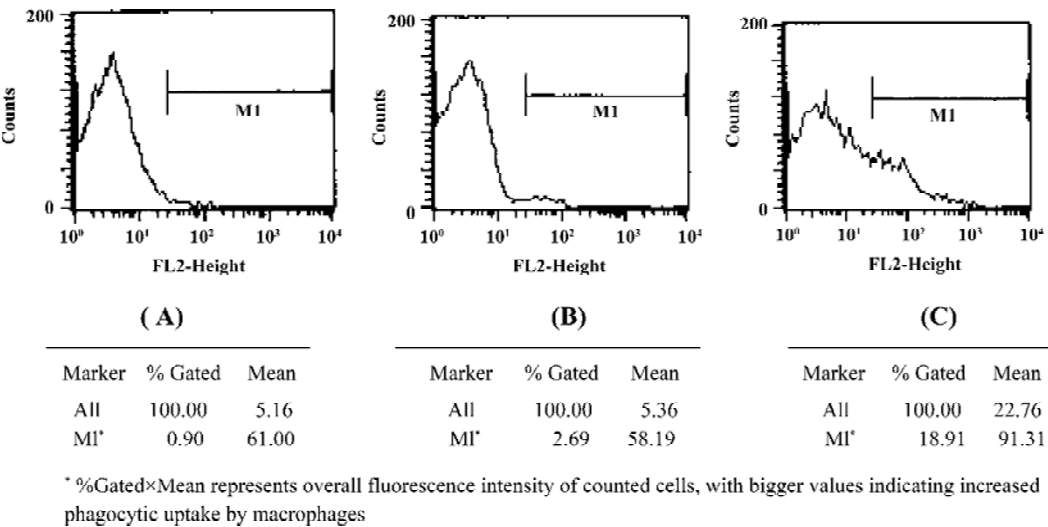 (A)
200
Counts
0
M1
10⁰ 10¹ 10² 10³ 10⁴
FL2-Height
( A)
Marker % Gated Mean
All 100.00 5.16
M1* 0.90 61.00
(B)
200
Counts
0
M1
10⁰ 10¹ 10² 10³ 10⁴
FL2-Height
(B)
Marker % Gated Mean
All 100.00 5.36
M1* 2.69 58.19
200
Counts
0
M1
10⁰ 10¹ 10² 10³ 10⁴
FL2-Height
(C)
Marker % Gated Mean
All 100.00 22.76
M1* 18.91 91.31
* %Gated×Mean represents overall fluorescence intensity of counted cells, with bigger values indicating increased
phagocytic uptake by macrophages